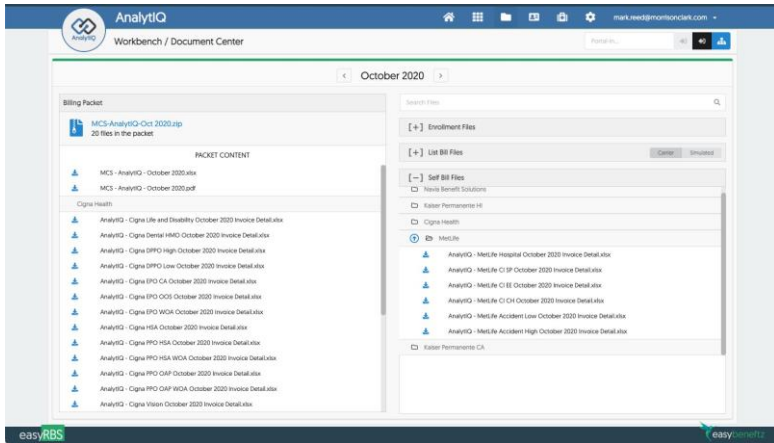 AnalytIQ
mark.reed@morrisonclark.com
AnalytIQ
Workbench / Document Center
Portal in...
October 2020
Billing Packet
MCS-AnalytIQ-Oct 2020.zip
20 files in the packet
PACKET CONTENT
MCS - AnalytIQ - October 2020.xlsx
MCS - AnalytIQ - October 2020.pdf
Cigna Health
AnalytIQ - Cigna Life and Disability October 2020 Invoice Detail.xlsx
AnalytIQ - Cigna Dental HMO October 2020 Invoice Detail.xlsx
AnalytIQ - Cigna DPPO High October 2020 Invoice Detail.xlsx
AnalytIQ - Cigna DPPO Low October 2020 Invoice Detail.xlsx
AnalytIQ - Cigna EPO CA October 2020 Invoice Detail.xlsx
AnalytIQ - Cigna EPO OOS October 2020 Invoice Detail.xlsx
AnalytIQ - Cigna EPO WOA October 2020 Invoice Detail.xlsx
AnalytIQ - Cigna HSA October 2020 Invoice Detail.xlsx
AnalytIQ - Cigna PPO HSA October 2020 Invoice Detail.xlsx
AnalytIQ - Cigna PPO HSA WOA October 2020 Invoice Detail.xlsx
AnalytIQ - Cigna PPO OAP October 2020 Invoice Detail.xlsx
AnalytIQ - Cigna PPO OAP WOA October 2020 Invoice Detail.xlsx
AnalytIQ - Cigna Vision October 2020 Invoice Detail.xlsx
Search Files
[+] Enrollment Files
[+] List Bill Files
Carrier Simulated
[-] Self Bill Files
Navia Benefit Solutions
Kaiser Permanente HI
Cigna Health
MetLife
AnalytIQ - MetLife Hospital October 2020 Invoice Detail.xlsx
AnalytIQ - MetLife CI SP October 2020 Invoice Detail.xlsx
AnalytIQ - MetLife CI EE October 2020 Invoice Detail.xlsx
AnalytIQ - MetLife CI CH October 2020 Invoice Detail.xlsx
AnalytIQ - MetLife Accident Low October 2020 Invoice Detail.xlsx
AnalytIQ - MetLife Accident High October 2020 Invoice Detail.xlsx
Kaiser Permanente CA
easyRBS
easybenefitz